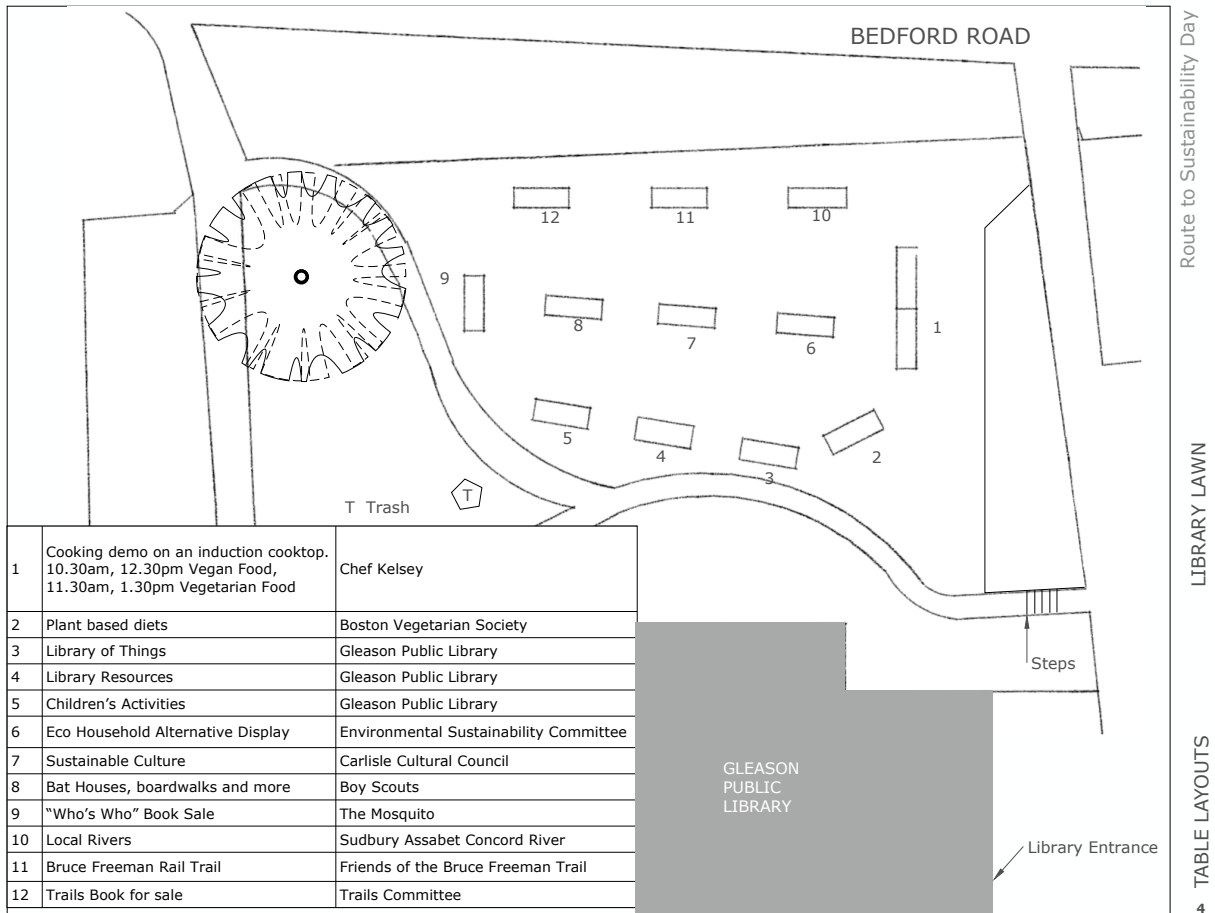 BEDFORD ROAD
Route to Sustainability Day
12
11
10
9
8
7
6
1
5
4
3
2
T Trash
T
1 Cooking demo on an induction cooktop.
10.30am, 12.30pm Vegan Food,
11.30am, 1.30pm Vegetarian Food
Chef Kelsey
2 Plant based diets Boston Vegetarian Society
3 Library of Things Gleason Public Library
4 Library Resources Gleason Public Library
5 Children’s Activities Gleason Public Library
6 Eco Household Alternative Display Environmental Sustainability Committee
7 Sustainable Culture Carlisle Cultural Council
8 Bat Houses, boardwalks and more Boy Scouts
9 “Who’s Who” Book Sale The Mosquito
10 Local Rivers Sudbury Assabet Concord River
11 Bruce Freeman Rail Trail Friends of the Bruce Freeman Trail
12 Trails Book for sale Trails Committee
Steps
GLEASON
PUBLIC
LIBRARY
Library Entrance
LIBRARY LAWN
TABLE LAYOUTS
4